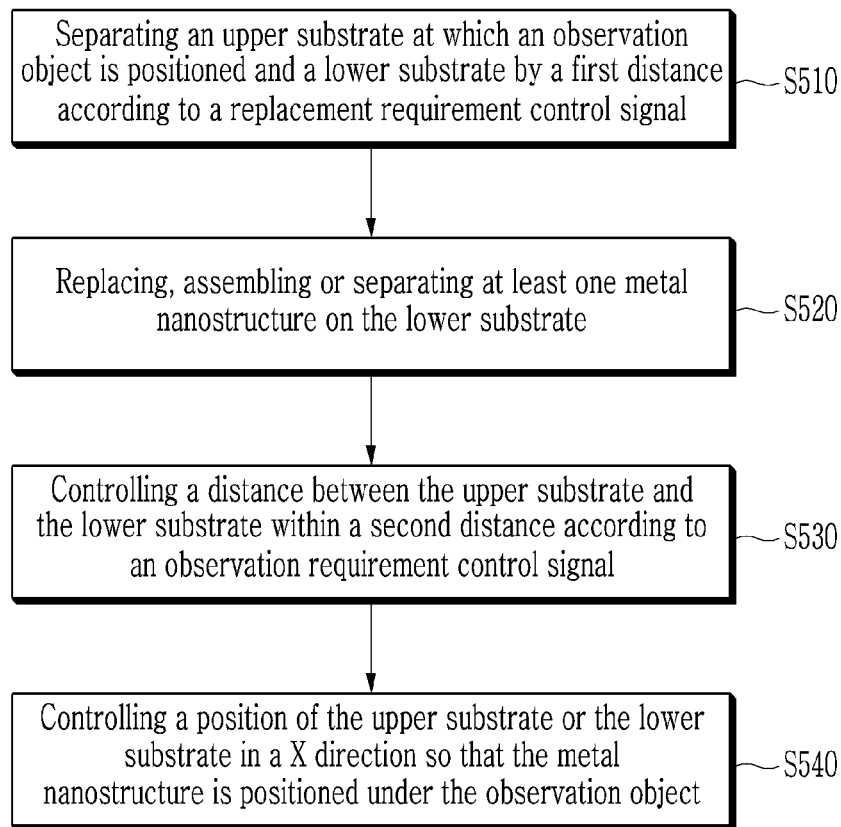 Separating an upper substrate at which an observation
object is positioned and a lower substrate by a first distance
according to a replacement requirement control signal
S510
Replacing, assembling or separating at least one metal
nanostructure on the lower substrate
S520
Controlling a distance between the upper substrate and
the lower substrate within a second distance according to
an observation requirement control signal
S530
Controlling a position of the upper substrate or the lower
substrate in a X direction so that the metal
nanostructure is positioned under the observation object
S540